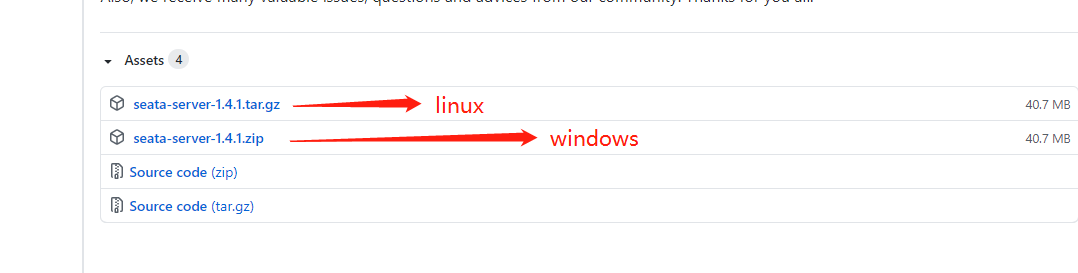 Also, we receive many valuable issues, questions and advices from our community. Thanks for you all.
Assets 4
seata-server-1.4.1.tar.gz linux 40.7 MB
seata-server-1.4.1.zip windows 40.7 MB
Source code (zip)
Source code (tar.gz)